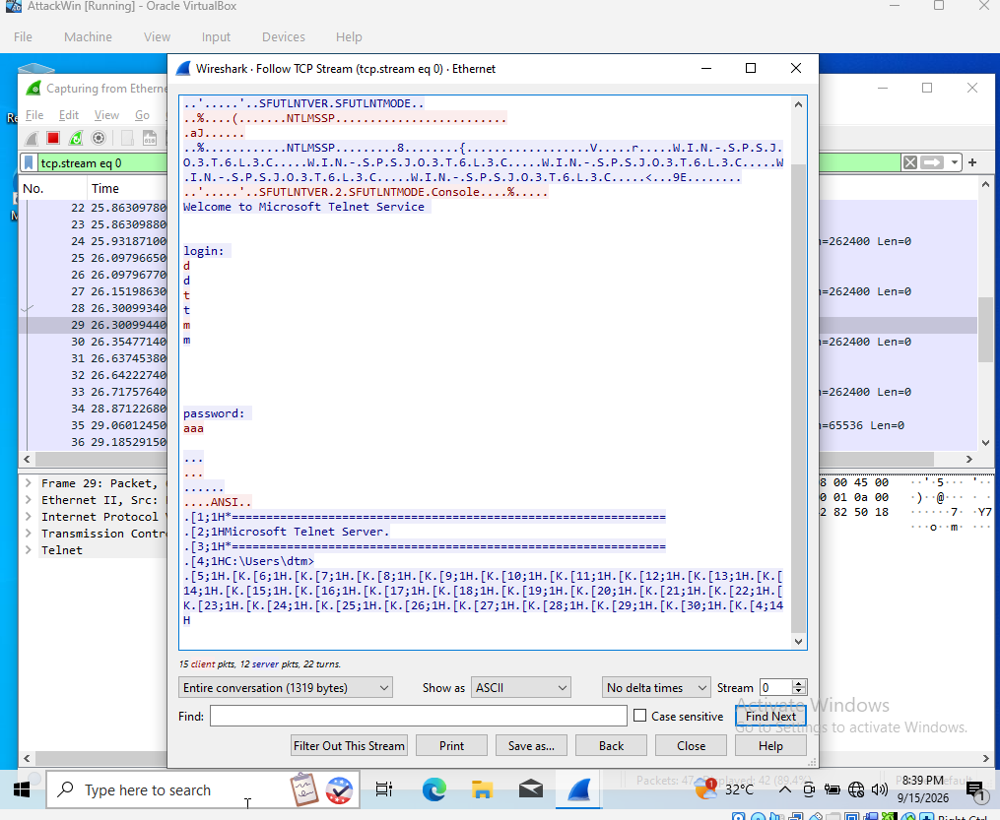 AttackWin [Running] - Oracle VirtualBox
File Machine View Input Devices Help
Wireshark · Follow TCP Stream (tcp.stream eq 0) · Ethernet
Capturing from Etherne
File Edit View Go
tcp.stream eq 0
No. Time
22 25.86309780
23 25.86309880
24 25.93187100
25 26.09796650
26 26.09796770
27 26.15198630
28 26.30099340
29 26.30099440
30 26.35477140
31 26.63745380
32 26.64222740
33 26.71757640
34 28.87122680
35 29.06012450
36 29.18529150
=262400 Len=0
=262400 Len=0
=262400 Len=0
=262400 Len=0
=65536 Len=0
Frame 29: Packet,
Ethernet II, Src:
Internet Protocol
Transmission Contr
Telnet
..'.....'..SFUTLNTVER.SFUTLNTMODE..
..%....(.......NTLMSSP.........................
.aJ......
..%............NTLMSSP.........8.......{.................V.....r.....W.I.N.-.S.P.S.J.
O.3.T.6.L.3.C.....W.I.N.-.S.P.S.J.O.3.T.6.L.3.C.....W.I.N.-.S.P.S.J.O.3.T.6.L.3.C.....W
.I.N.-.S.P.S.J.O.3.T.6.L.3.C.....W.I.N.-.S.P.S.J.O.3.T.6.L.3.C.....<...9E........
..'.....'..SFUTLNTVER.2.SFUTLNTMODE.Console....%.....
Welcome to Microsoft Telnet Service
login:
d
d
t
t
m
m
password:
aaa
...
...
......
....ANSI..
.[1;1H*===============================================================
.[2;1HMicrosoft Telnet Server.
.[3;1H*===============================================================
.[4;1HC:\Users\dtm>
.[5;1H.[K.[6;1H.[K.[7;1H.[K.[8;1H.[K.[9;1H.[K.[10;1H.[K.[11;1H.[K.[12;1H.[K.[13;1H.[K.[
14;1H.[K.[15;1H.[K.[16;1H.[K.[17;1H.[K.[18;1H.[K.[19;1H.[K.[20;1H.[K.[21;1H.[K.[22;1H.[
K.[23;1H.[K.[24;1H.[K.[25;1H.[K.[26;1H.[K.[27;1H.[K.[28;1H.[K.[29;1H.[K.[30;1H.[K.[4;14
H
15 client pkts, 12 server pkts, 22 turns.
Entire conversation (1319 bytes) Show as ASCII No delta times Stream 0
Find: Case sensitive Find Next
Filter Out This Stream Print Save as... Back Close Help
Activate Windows
Go to Settings to activate Windows.
8 00 45 00
0 01 0a 00
2 82 50 18
Type here to search
32°C
8:39 PM
9/15/2026
1
Right Ctrl